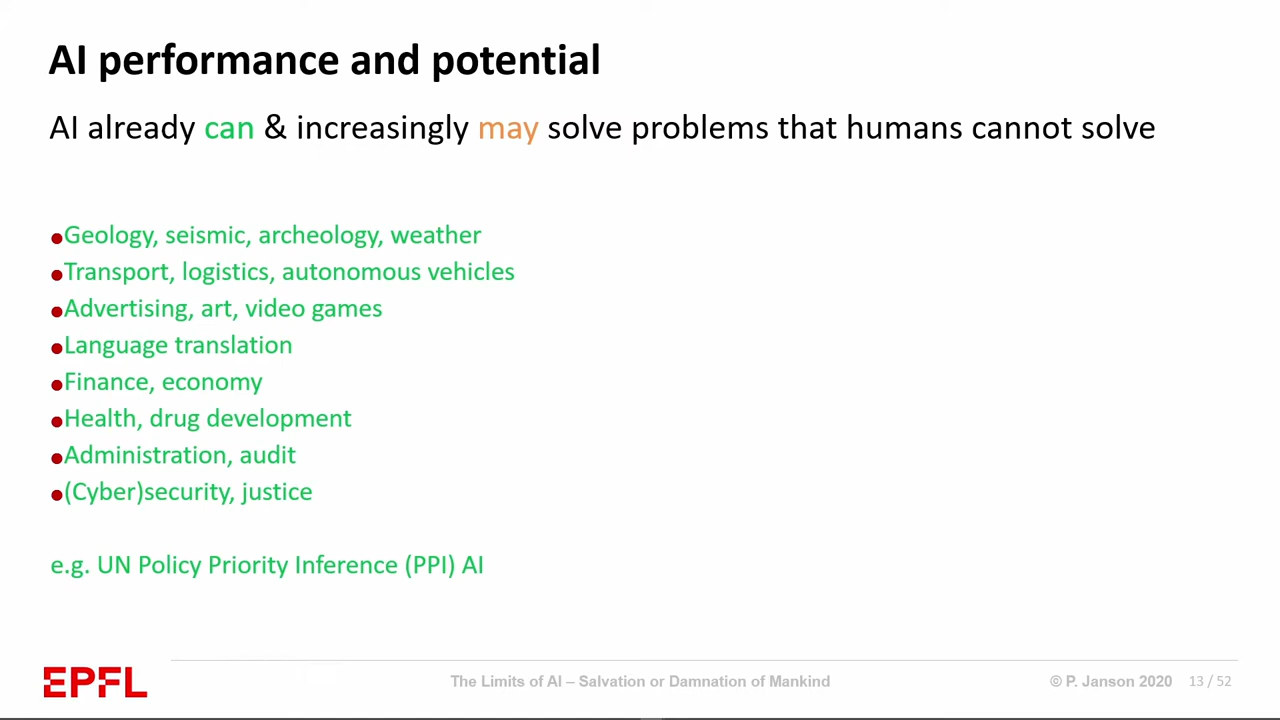 AI performance and potential
AI already can & increasingly may solve problems that humans cannot solve
●Geology, seismic, archeology, weather
●Transport, logistics, autonomous vehicles
●Advertising, art, video games
●Language translation
●Finance, economy
●Health, drug development
●Administration, audit
●(Cyber)security, justice
e.g. UN Policy Priority Inference (PPI) AI
EPFL
The Limits of AI – Salvation or Damnation of Mankind
© P. Janson 2020 13 / 52